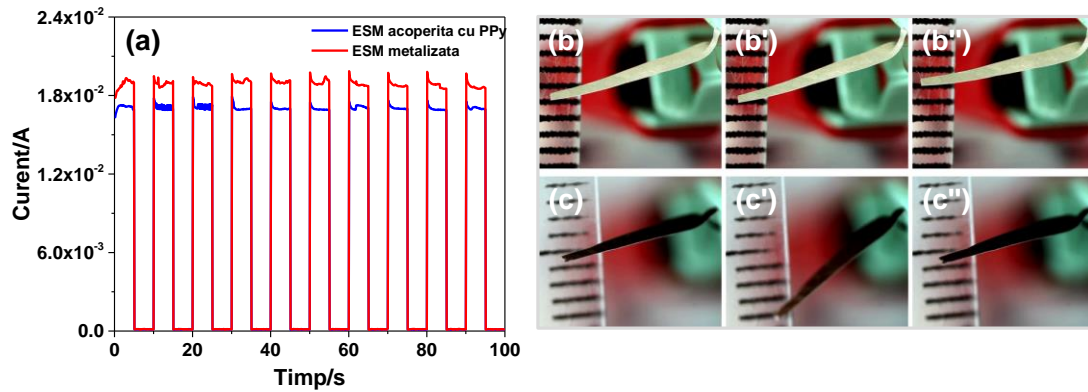 (a)
ESM acoperita cu PPy
ESM metalizata
2.4x10⁻²
1.8x10⁻²
1.2x10⁻²
6.0x10⁻³
0.0
0 20 40 60 80 100
Curent/A
Timp/s
(b) (b') (b'')
(c) (c') (c'')